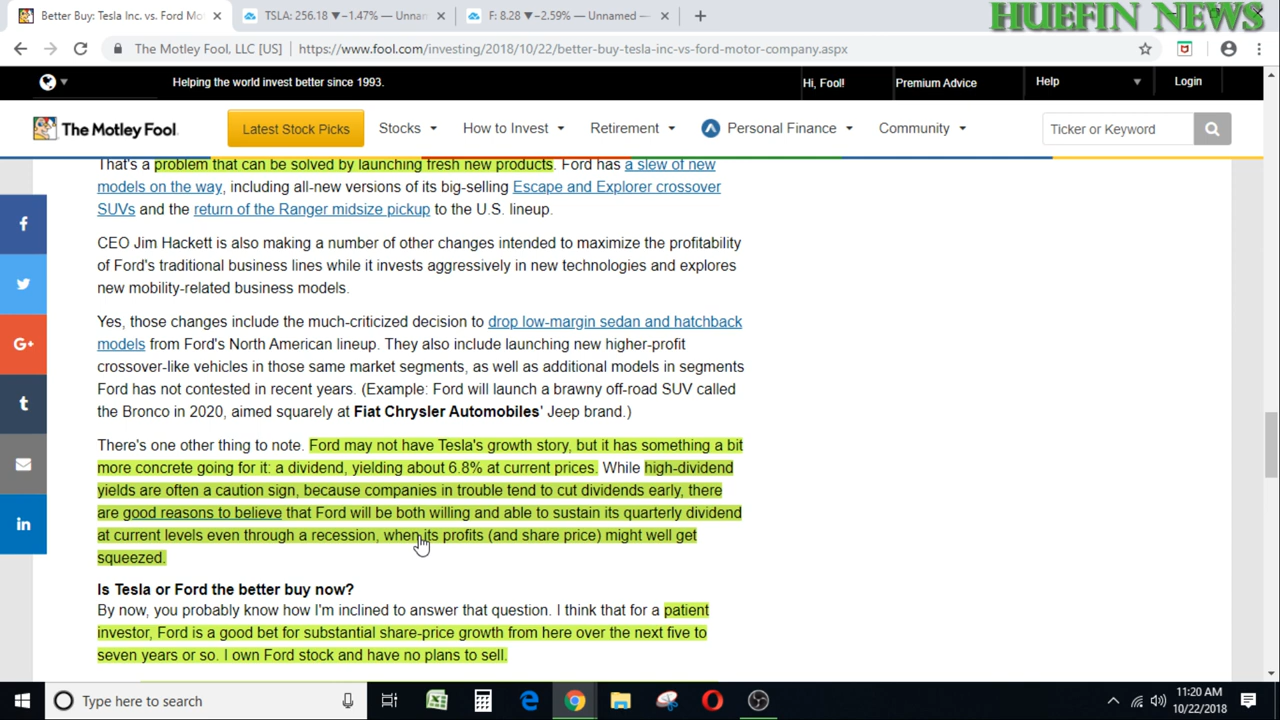 Better Buy: Tesla Inc. vs. Ford Mo
TSLA: 256.18 ▼−1.47% — Unnam
F: 8.28 ▼−2.59% — Unnamed —
HUEFIN NEWS
The Motley Fool, LLC [US] | https://www.fool.com/investing/2018/10/22/better-buy-tesla-inc-vs-ford-motor-company.aspx
Helping the world invest better since 1993.
Hi, Fool!
Premium Advice
Help
Login
The Motley Fool.
Latest Stock Picks
Stocks
How to Invest
Retirement
Personal Finance
Community
Ticker or Keyword
That's a problem that can be solved by launching fresh new products. Ford has a slew of new
models on the way, including all-new versions of its big-selling Escape and Explorer crossover
SUVs and the return of the Ranger midsize pickup to the U.S. lineup.
CEO Jim Hackett is also making a number of other changes intended to maximize the profitability
of Ford's traditional business lines while it invests aggressively in new technologies and explores
new mobility-related business models.
Yes, those changes include the much-criticized decision to drop low-margin sedan and hatchback
models from Ford's North American lineup. They also include launching new higher-profit
crossover-like vehicles in those same market segments, as well as additional models in segments
Ford has not contested in recent years. (Example: Ford will launch a brawny off-road SUV called
the Bronco in 2020, aimed squarely at Fiat Chrysler Automobiles' Jeep brand.)
There's one other thing to note. Ford may not have Tesla's growth story, but it has something a bit
more concrete going for it: a dividend, yielding about 6.8% at current prices. While high-dividend
yields are often a caution sign, because companies in trouble tend to cut dividends early, there
are good reasons to believe that Ford will be both willing and able to sustain its quarterly dividend
at current levels even through a recession, when its profits (and share price) might well get
squeezed.
Is Tesla or Ford the better buy now?
By now, you probably know how I'm inclined to answer that question. I think that for a patient
investor, Ford is a good bet for substantial share-price growth from here over the next five to
seven years or so. I own Ford stock and have no plans to sell.
Type here to search
11:20 AM
10/22/2018